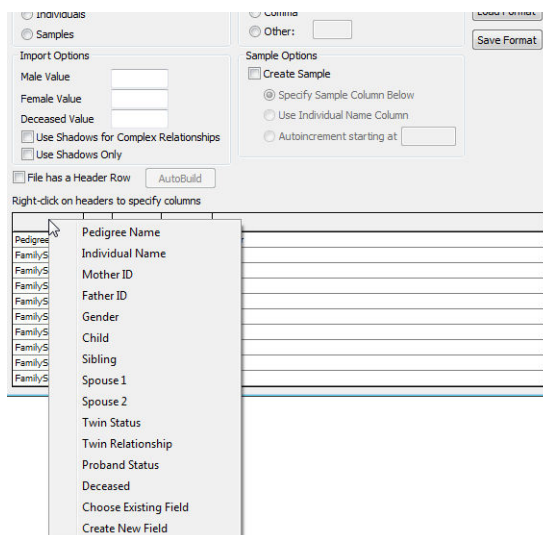 Individuals
Comma
Load Format
Samples
Other:
Save Format
Import Options
Sample Options
Male Value
Create Sample
Female Value
Specify Sample Column Below
Deceased Value
Use Individual Name Column
Use Shadows for Complex Relationships
Autoincrement starting at
Use Shadows Only
File has a Header Row
AutoBuild
Right-click on headers to specify columns
Pedigree
FamilyS
FamilyS
FamilyS
FamilyS
FamilyS
FamilyS
FamilyS
FamilyS
FamilyS
Pedigree Name
Individual Name
Mother ID
Father ID
Gender
Child
Sibling
Spouse 1
Spouse 2
Twin Status
Twin Relationship
Proband Status
Deceased
Choose Existing Field
Create New Field